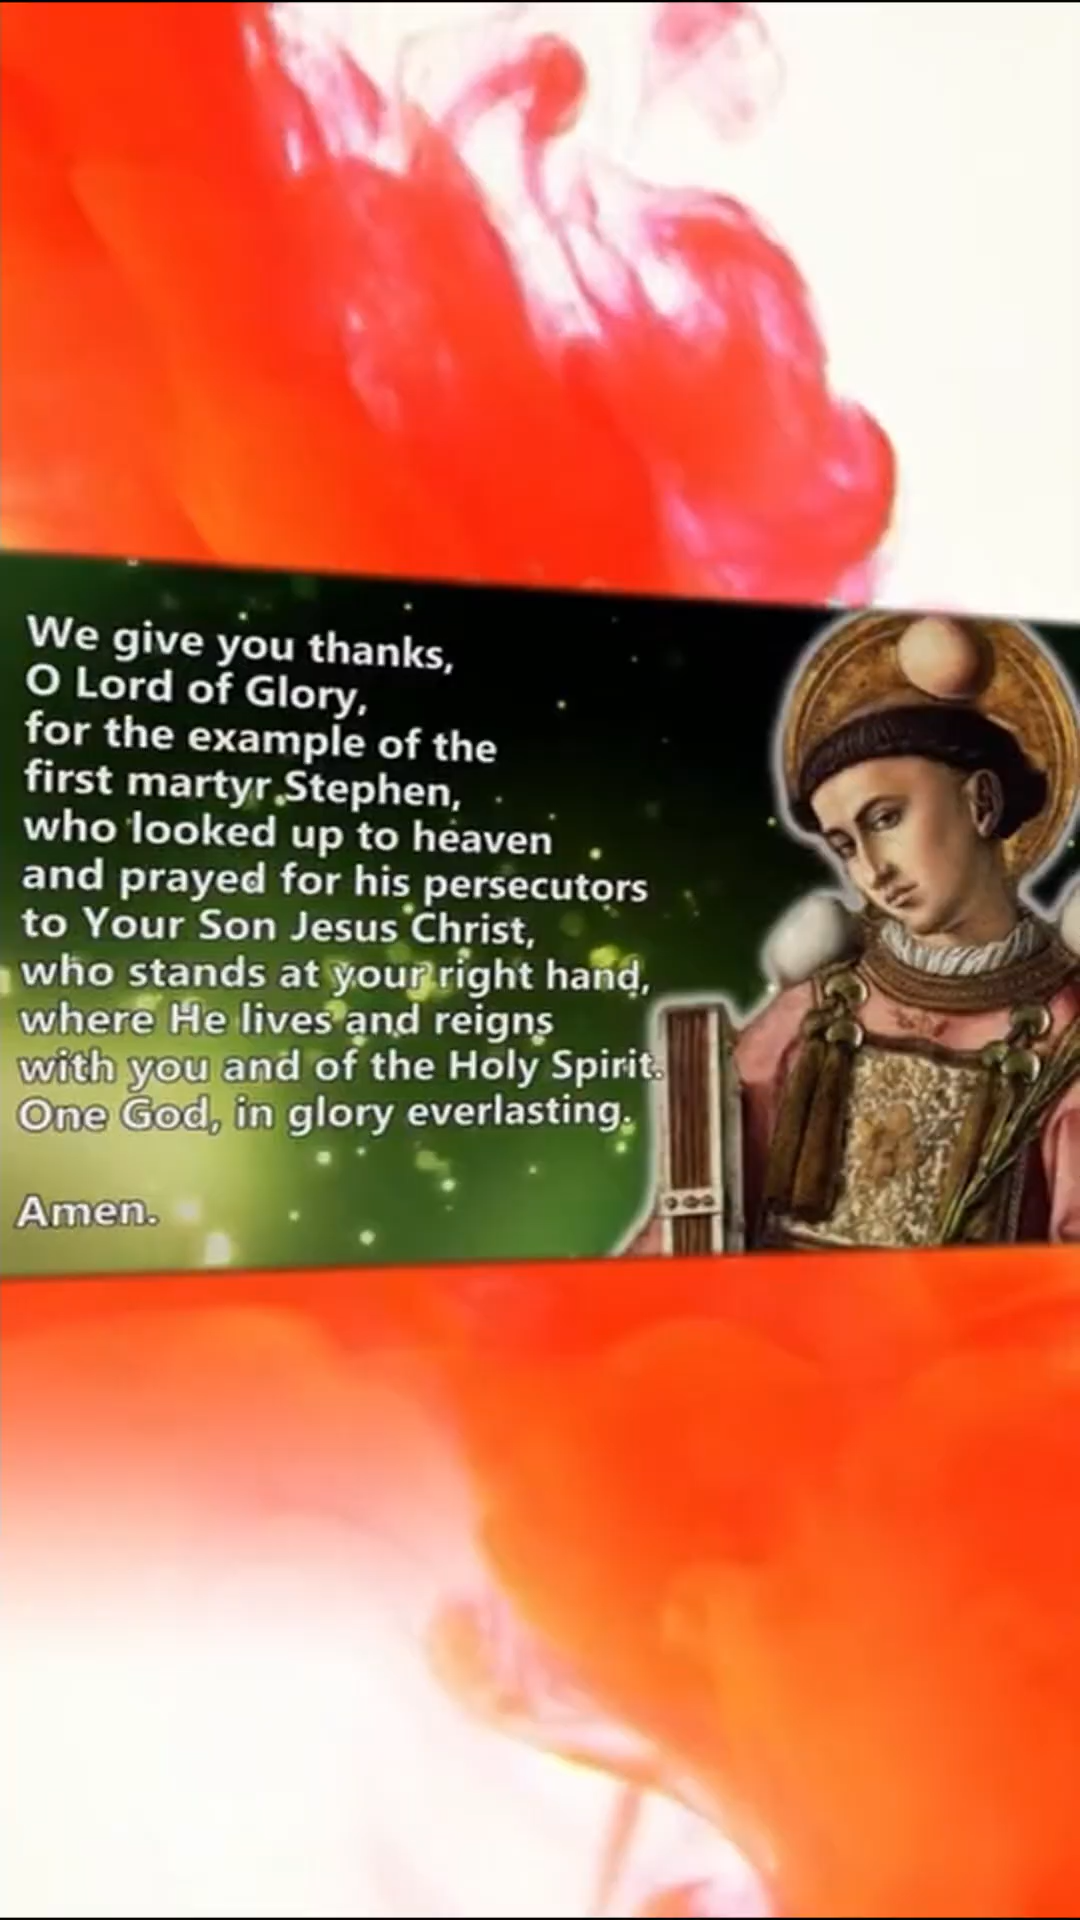 We give you thanks,
O Lord of Glory,
for the example of the
first martyr Stephen,
who looked up to heaven
and prayed for his persecutors
to Your Son Jesus Christ,
who stands at your right hand,
where He lives and reigns
with you and of the Holy Spirit.
One God, in glory everlasting.
Amen.